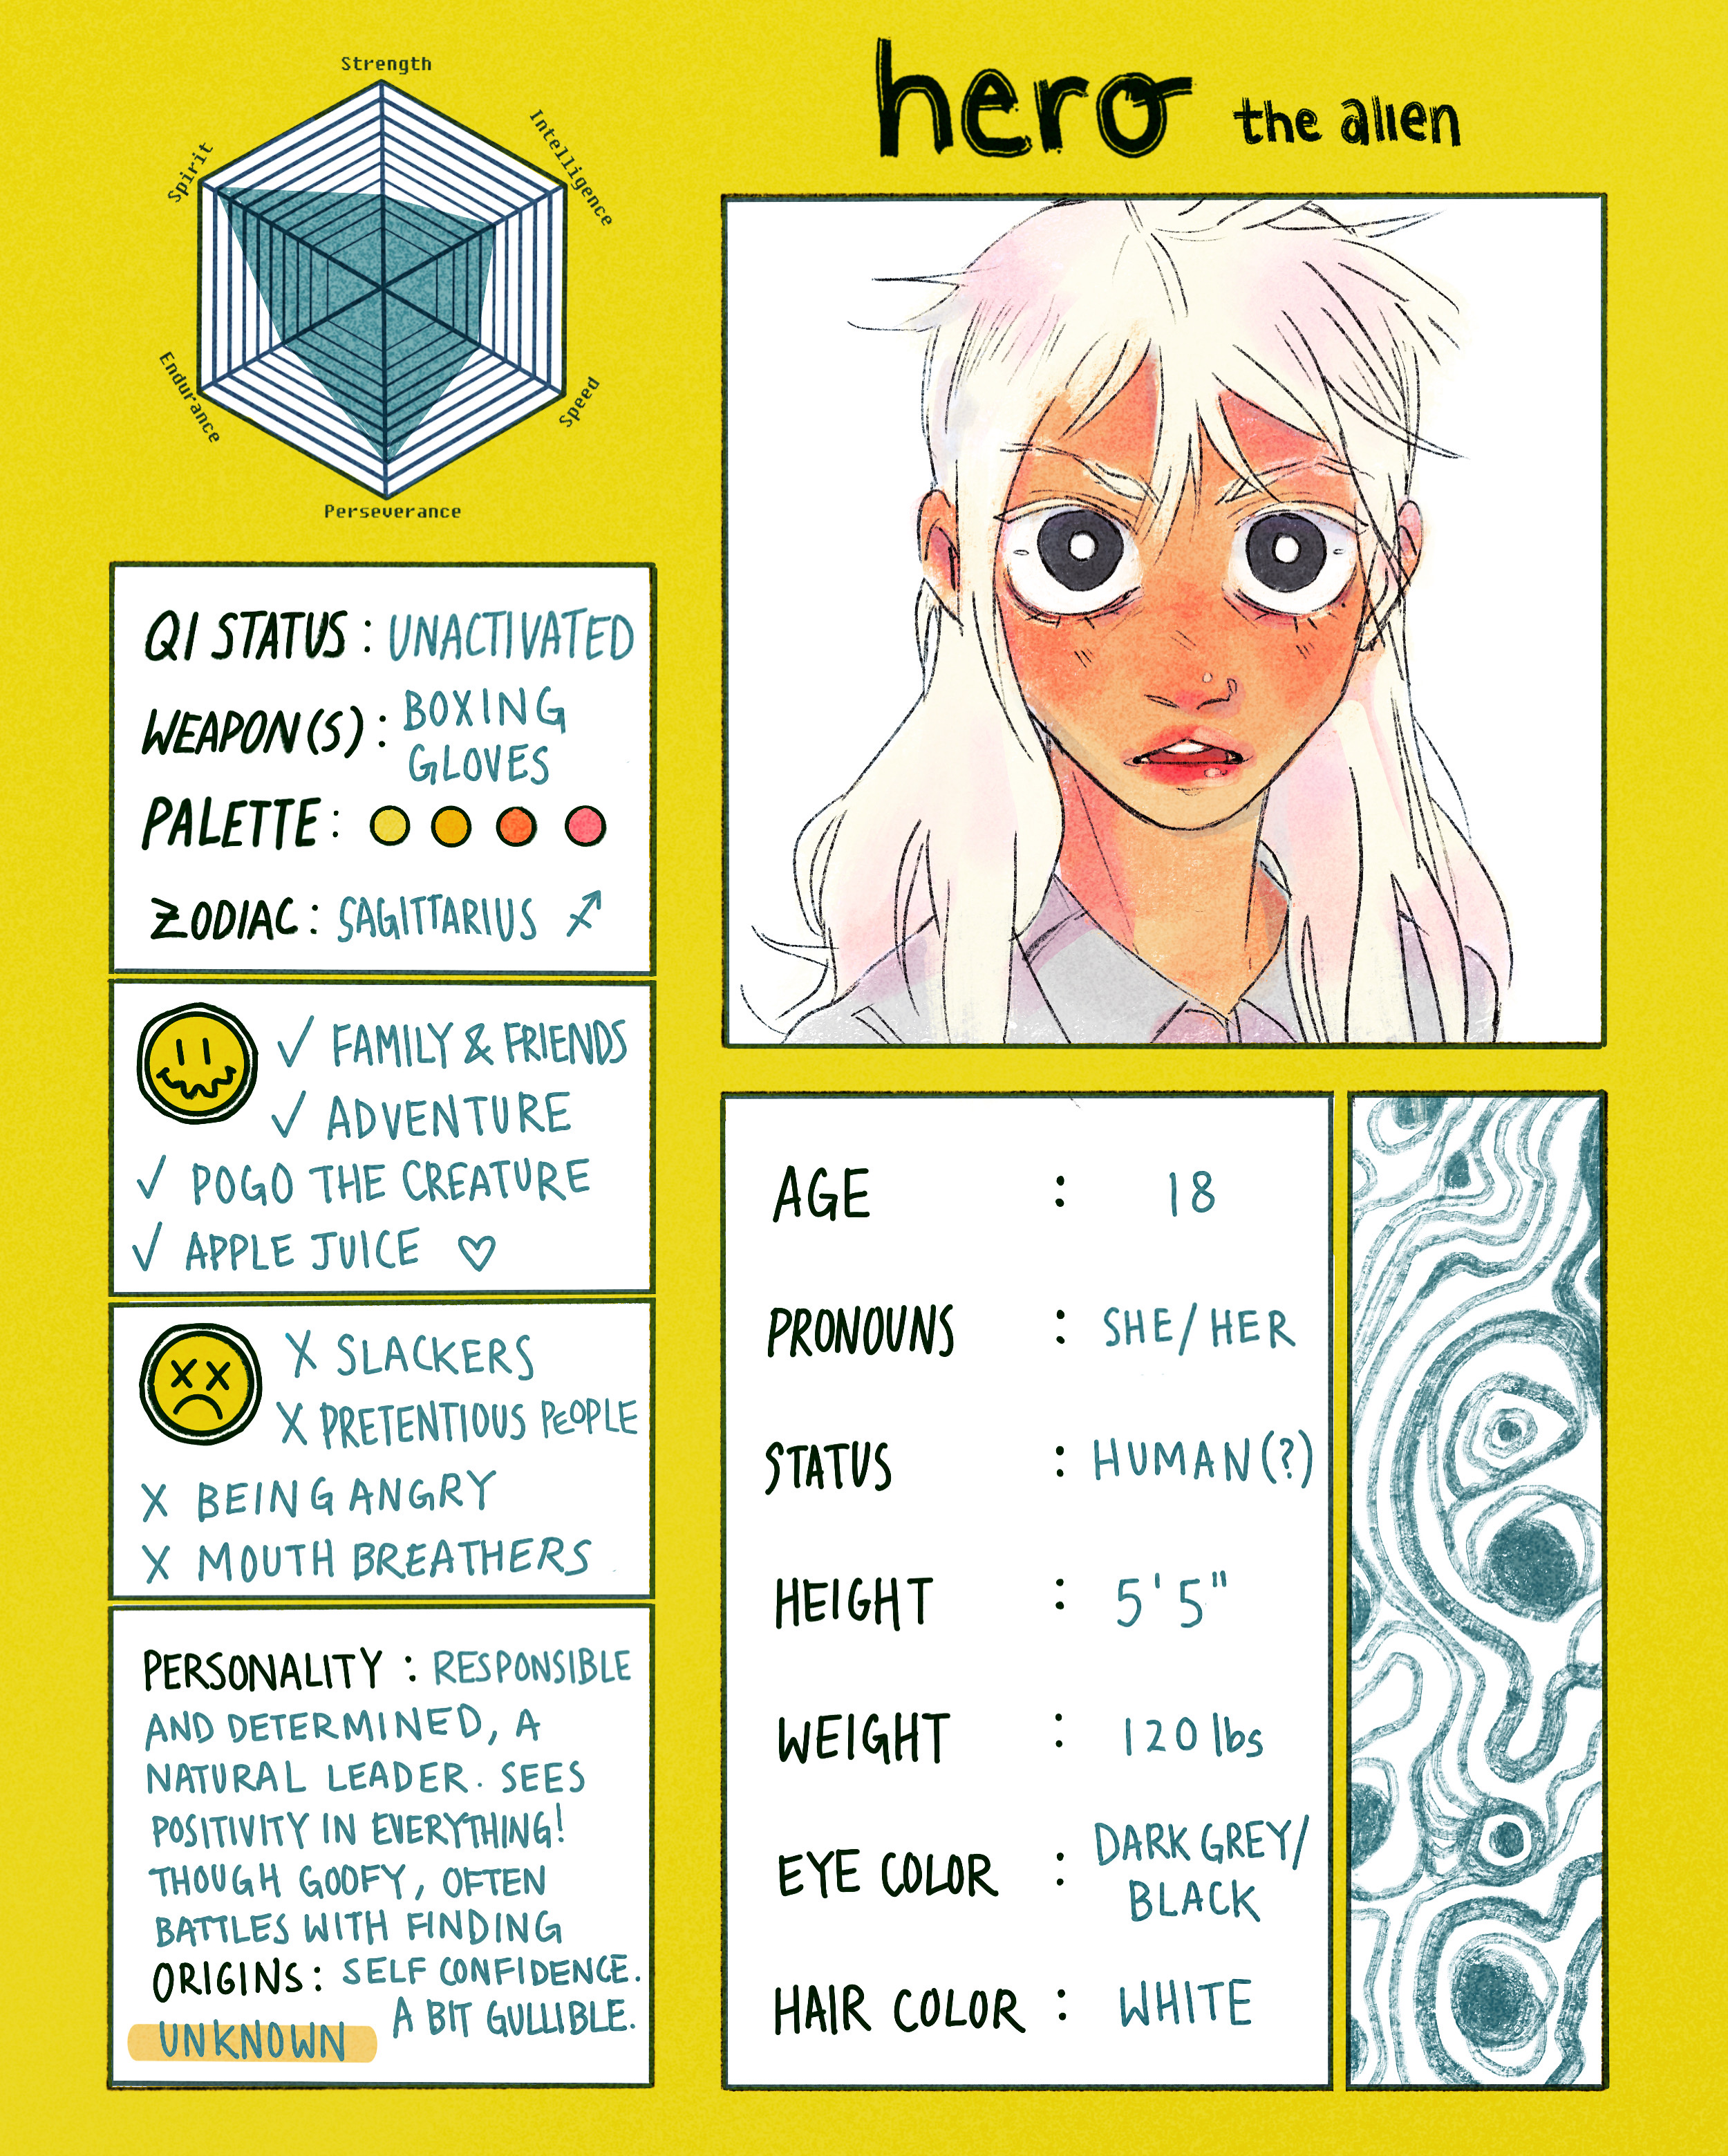 hero the alien
Strength
Intelligence
Spirit
Endurance
Speed
Perseverance
QI STATUS : UNACTIVATED
WEAPON(S) : BOXING
GLOVES
PALETTE :
ZODIAC : SAGITTARIUS ♐
✓ FAMILY & FRIENDS
✓ ADVENTURE
✓ POGO THE CREATURE
✓ APPLE JUICE ♡
X SLACKERS
X PRETENTIOUS PEOPLE
X BEING ANGRY
X MOUTH BREATHERS
PERSONALITY : RESPONSIBLE
AND DETERMINED, A
NATURAL LEADER. SEES
POSITIVITY IN EVERYTHING!
THOUGH GOOFY, OFTEN
BATTLES WITH FINDING
SELF CONFIDENCE.
A BIT GULLIBLE.
ORIGINS :
UNKNOWN
AGE : 18
PRONOUNS : SHE/HER
STATUS : HUMAN(?)
HEIGHT : 5'5"
WEIGHT : 120 lbs
EYE COLOR : DARK GREY/
BLACK
HAIR COLOR : WHITE